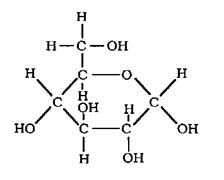 H
H—C—OH
H C O H
H
C OH H C
HO C C OH
H OH